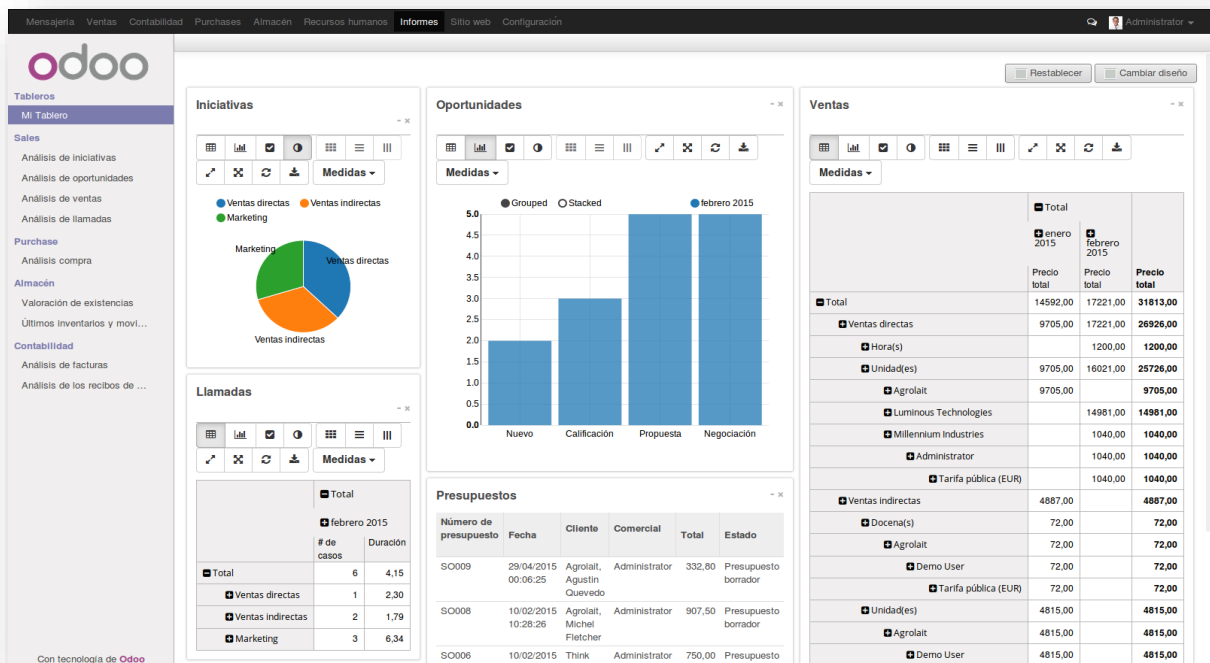 Mensajería Ventas Contabilidad Purchases Almacén Recursos humanos Informes Sitio web Configuración Administrator
odoo
Tableros
Mi Tablero
Sales
Análisis de iniciativas
Análisis de oportunidades
Análisis de ventas
Análisis de llamadas
Purchase
Análisis compra
Almacén
Valoración de existencias
Últimos inventarios y movi...
Contabilidad
Análisis de facturas
Análisis de los recibos de ...
Con tecnología de Odoo
Restablecer Cambiar diseño
Iniciativas
Medidas
Ventas directas Ventas indirectas
Marketing
Marketing
Ventas directas
Ventas indirectas
Llamadas
Medidas
Total
febrero 2015
# de casos Duración
Total 6 4,15
Ventas directas 1 2,30
Ventas indirectas 2 1,79
Marketing 3 6,34
Oportunidades
Medidas
Grouped Stacked febrero 2015
5.0
4.5
4.0
3.5
3.0
2.5
2.0
1.5
1.0
0.5
0.0
Nuevo Calificación Propuesta Negociación
Presupuestos
Número de presupuesto Fecha Cliente Comercial Total Estado
SO009 29/04/2015 00:06:25 Agrolait, Agustin Quevedo Administrator 332,80 Presupuesto borrador
SO008 10/02/2015 10:28:26 Agrolait, Michel Fletcher Administrator 907,50 Presupuesto borrador
SO006 10/02/2015 Think Administrator 750,00 Presupuesto
Ventas
Medidas
Total
enero 2015 febrero 2015
Precio total Precio total Precio total
Total 14592,00 17221,00 31813,00
Ventas directas 9705,00 17221,00 26926,00
Hora(s) 1200,00 1200,00
Unidad(es) 9705,00 16021,00 25726,00
Agrolait 9705,00 9705,00
Luminous Technologies 14981,00 14981,00
Millennium Industries 1040,00 1040,00
Administrator 1040,00 1040,00
Tarifa pública (EUR) 1040,00 1040,00
Ventas indirectas 4887,00 4887,00
Docena(s) 72,00 72,00
Agrolait 72,00 72,00
Demo User 72,00 72,00
Tarifa pública (EUR) 72,00 72,00
Unidad(es) 4815,00 4815,00
Agrolait 4815,00 4815,00
Demo User 4815,00 4815,00